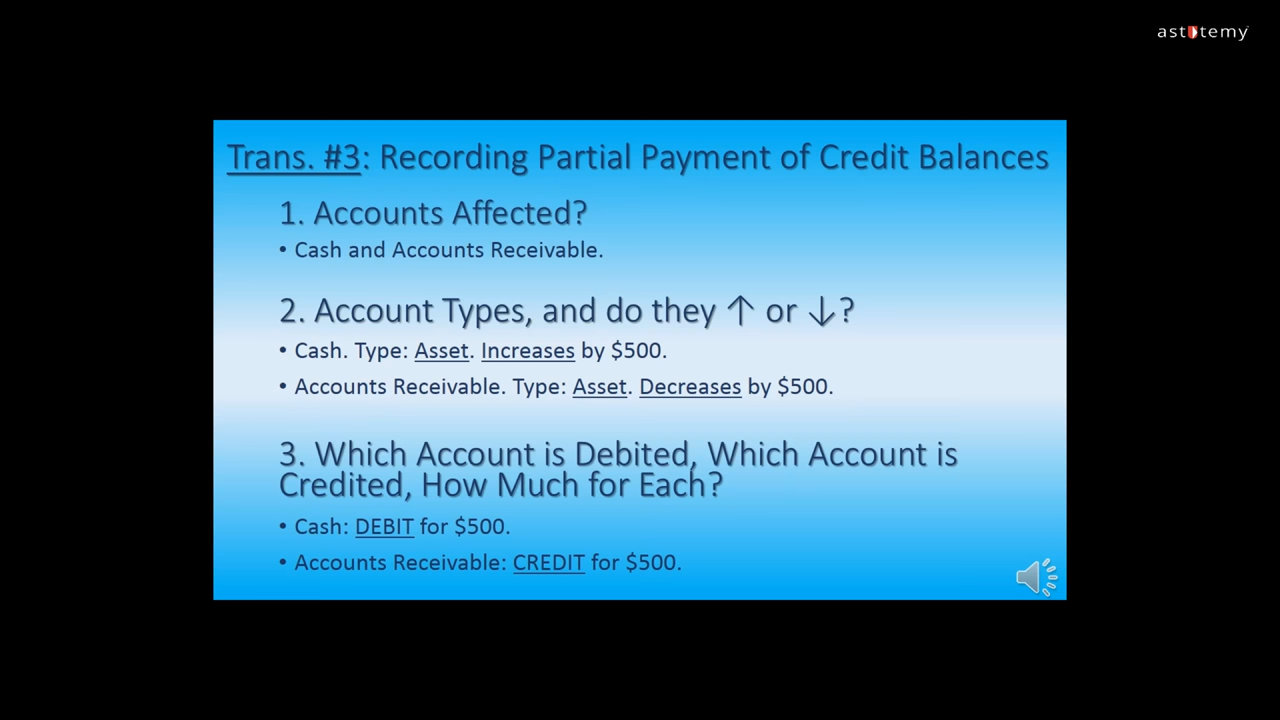 astutemy
Trans. #3: Recording Partial Payment of Credit Balances
1. Accounts Affected?
• Cash and Accounts Receivable.
2. Account Types, and do they ↑ or ↓?
• Cash. Type: Asset. Increases by $500.
• Accounts Receivable. Type: Asset. Decreases by $500.
3. Which Account is Debited, Which Account is
Credited, How Much for Each?
• Cash: DEBIT for $500.
• Accounts Receivable: CREDIT for $500.